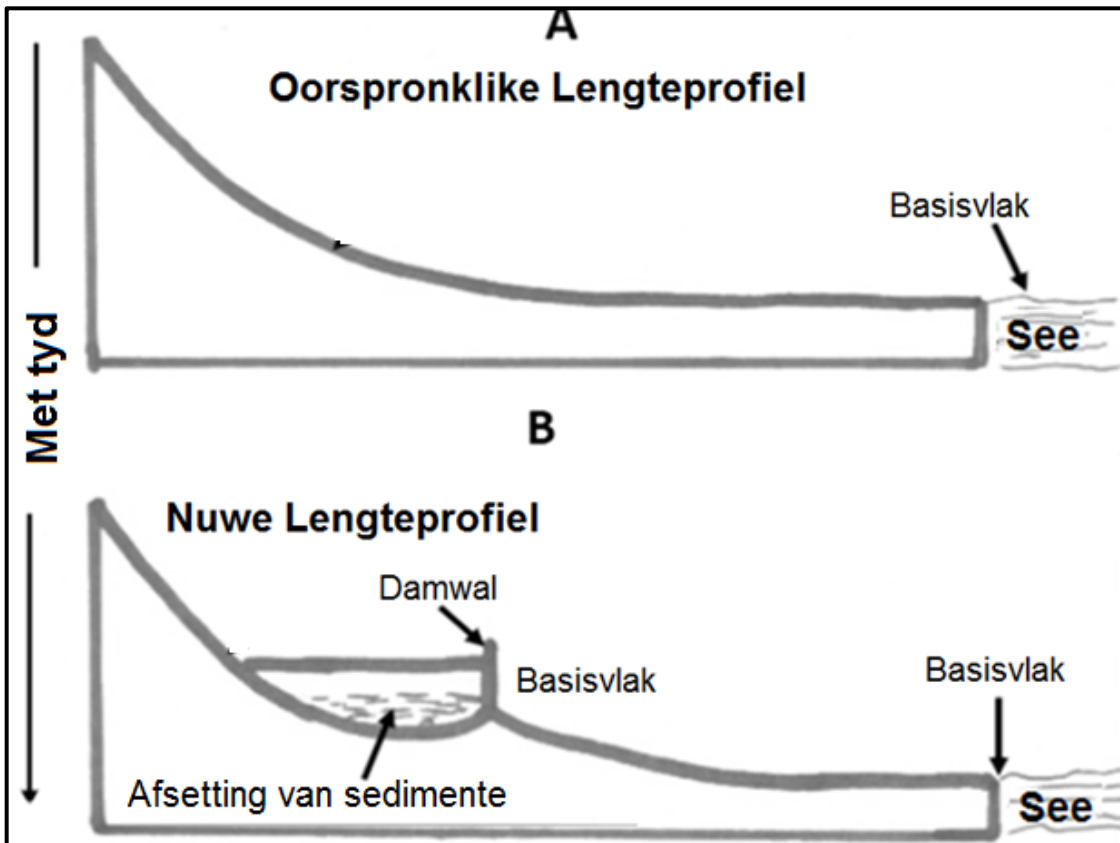 A
Oorspronklike Lengteprofiel
Basisvlak
See
Met tyd
B
Nuwe Lengteprofiel
Damwal
Basisvlak
Basisvlak
Afsetting van sedimente
See